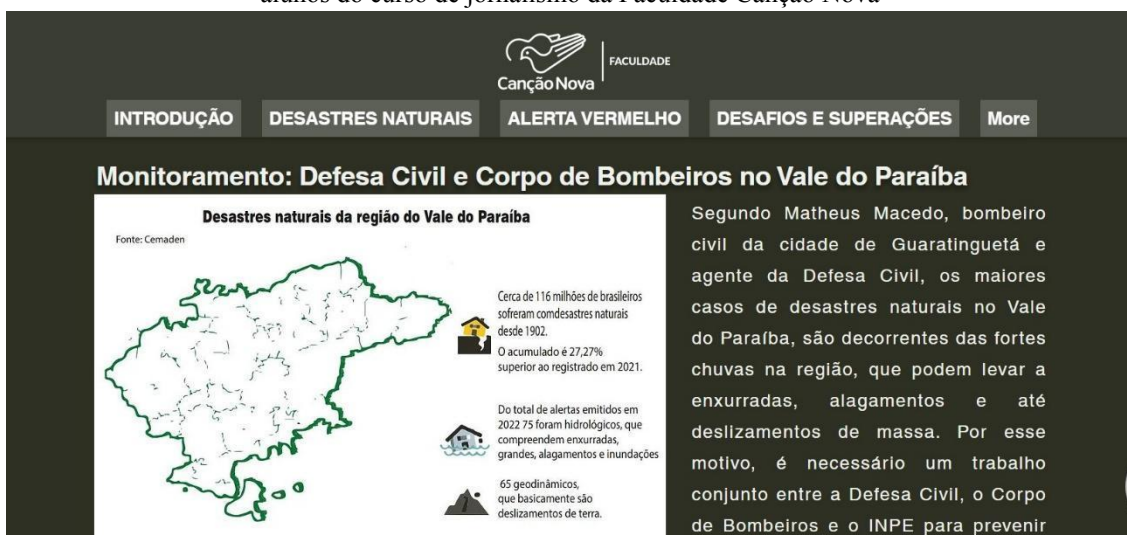 alunos do curso de jornalismo da Faculdade Canção Nova
Canção Nova
FACULDADE
INTRODUÇÃO DESASTRES NATURAIS ALERTA VERMELHO DESAFIOS E SUPERAÇÕES More
Monitoramento: Defesa Civil e Corpo de Bombeiros no Vale do Paraíba
Desastres naturais da região do Vale do Paraíba
Fonte: Cemaden
Cerca de 116 milhões de brasileiros
sofreram comdesastres naturais
desde 1902.
O acumulado é 27,27%
superior ao registrado em 2021.
Do total de alertas emitidos em
2022 75 foram hidrológicos, que
compreendem enxurradas,
grandes, alagamentos e inundações
65 geodinâmicos,
que basicamente são
deslizamentos de terra.
Segundo Matheus Macedo, bombeiro
civil da cidade de Guaratinguetá e
agente da Defesa Civil, os maiores
casos de desastres naturais no Vale
do Paraíba, são decorrentes das fortes
chuvas na região, que podem levar a
enxurradas, alagamentos e até
deslizamentos de massa. Por esse
motivo, é necessário um trabalho
conjunto entre a Defesa Civil, o Corpo
de Bombeiros e o INPE para prevenir